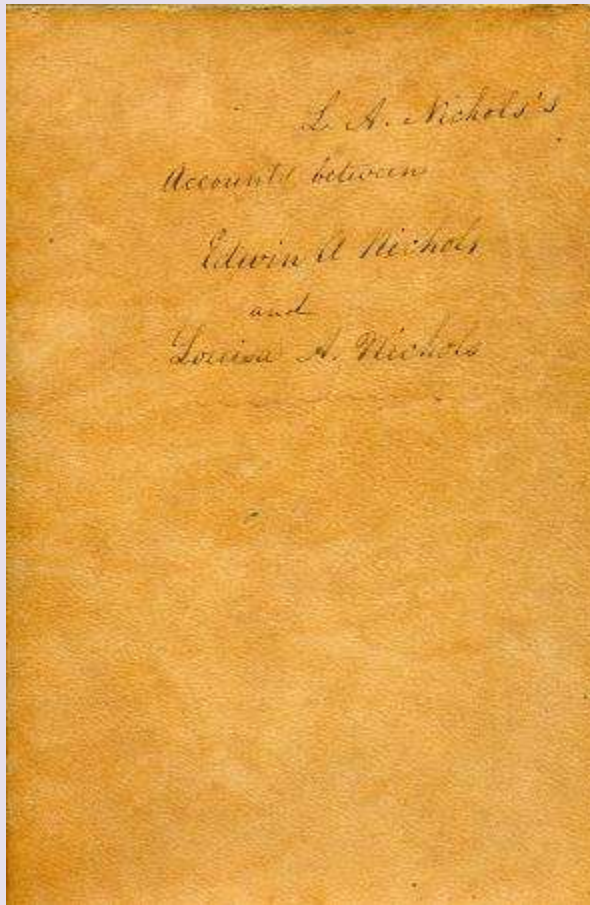 L. A. Nichols's
Accounts between
Edwin A Nichols
and
Louisa A. Nichols